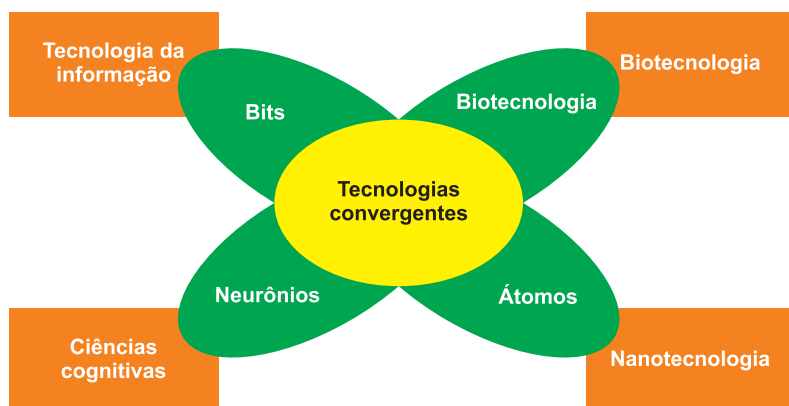 Tecnologia da
informação
Biotecnologia
Bits
Biotecnologia
Tecnologias
convergentes
Neurônios
Átomos
Ciências
cognitivas
Nanotecnologia